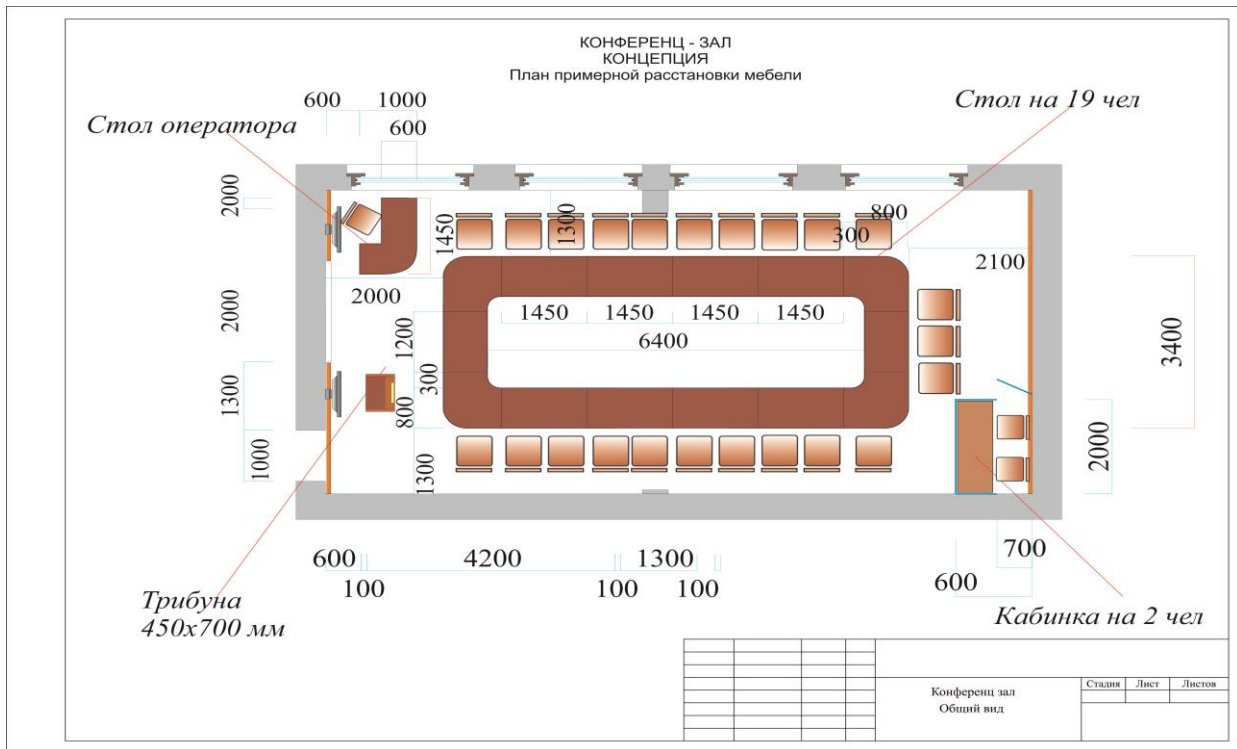 КОНФЕРЕНЦ - ЗАЛ
КОНЦЕПЦИЯ
План примерной расстановки мебели
600
1000
Стол на 19 чел
Стол оператора
600
2000
800
1450
1300
300
2100
2000
2000
1450
1450
1450
1450
1200
6400
3400
300
1300
800
1000
1300
2000
600
4200
1300
700
100
100
100
600
Трибуна
450х700 мм
Кабинка на 2 чел
Конференц зал
Общий вид
Стадия
Лист
Листов